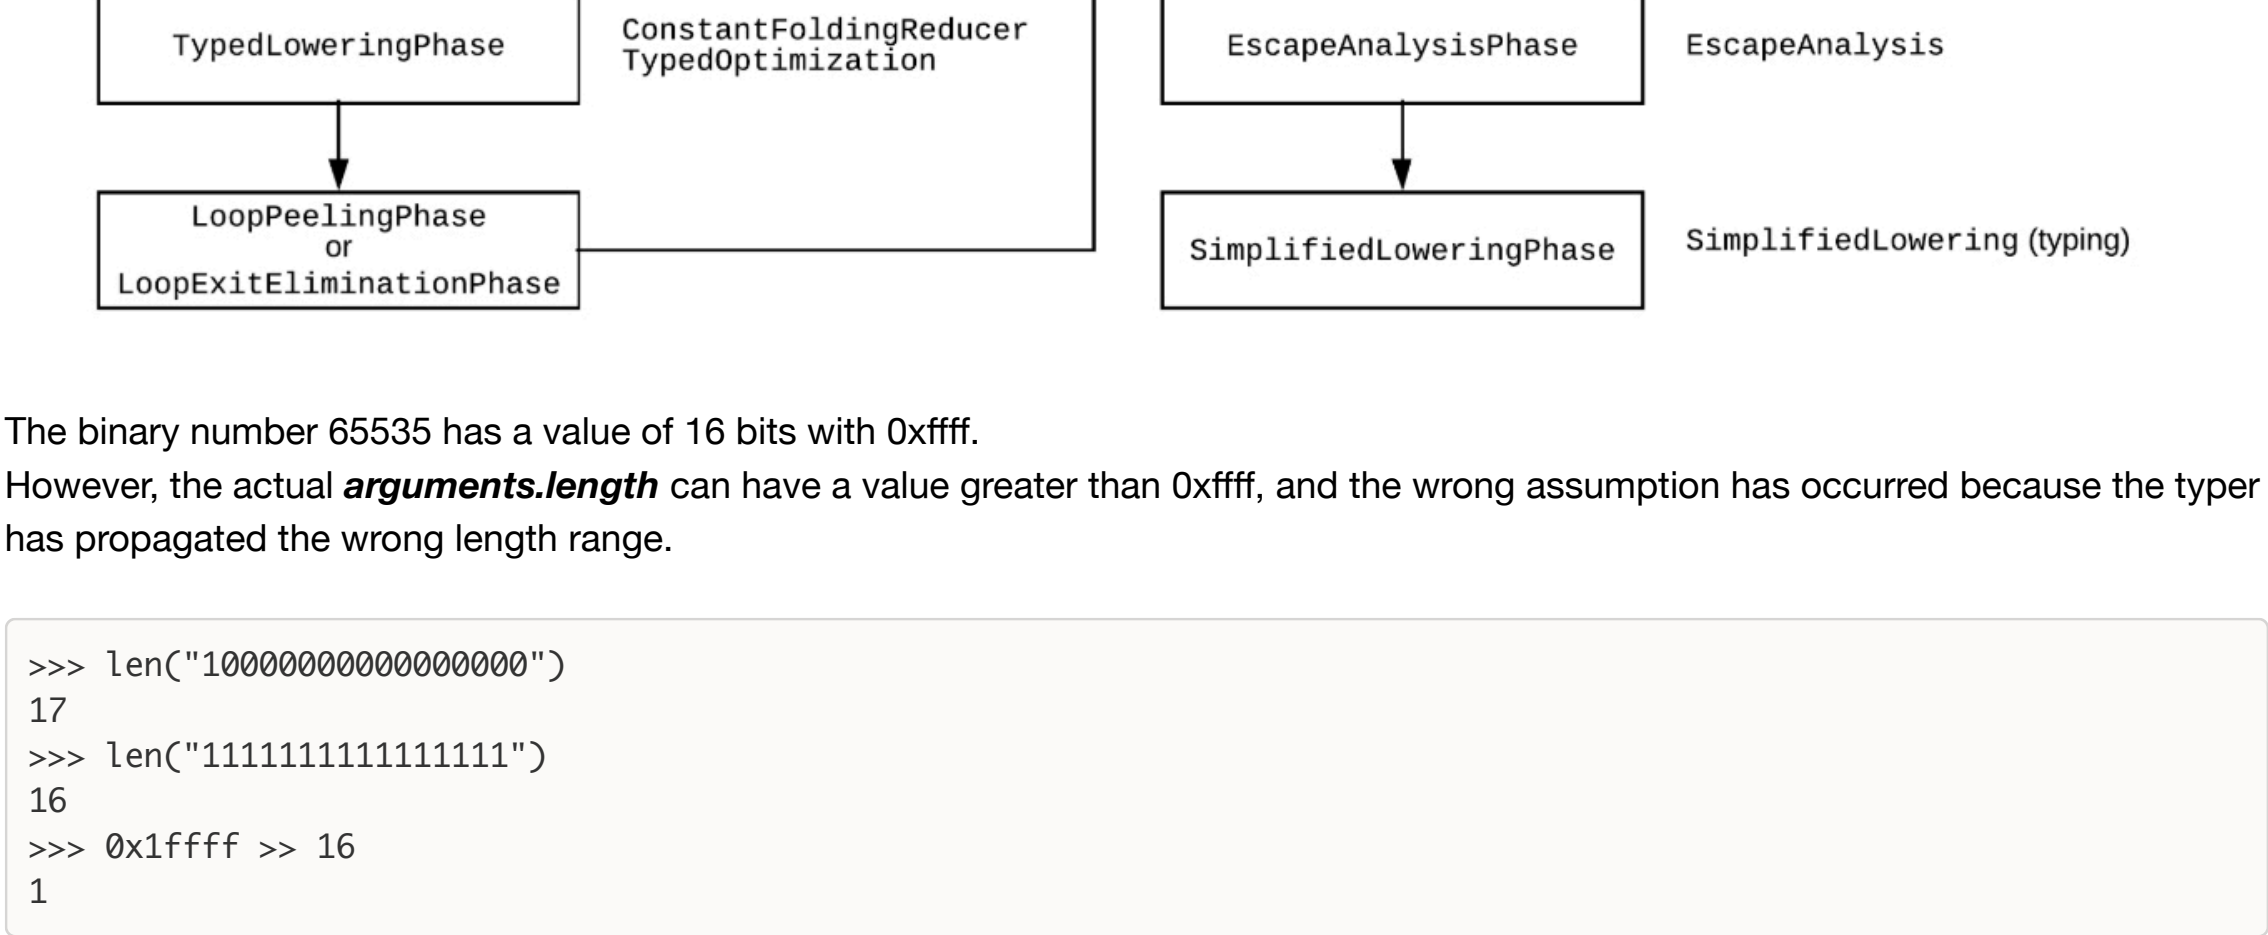 TypedLoweringPhase
ConstantFoldingReducer
TypedOptimization
EscapeAnalysisPhase
EscapeAnalysis
LoopPeelingPhase
or
LoopExitEliminationPhase
SimplifiedLoweringPhase
SimplifiedLowering (typing)
The binary number 65535 has a value of 16 bits with 0xffff.
However, the actual arguments.length can have a value greater than 0xffff, and the wrong assumption has occurred because the typer
has propagated the wrong length range.
>>> len("10000000000000000")
17
>>> len("1111111111111111")
16
>>> 0x1ffff >> 16
1